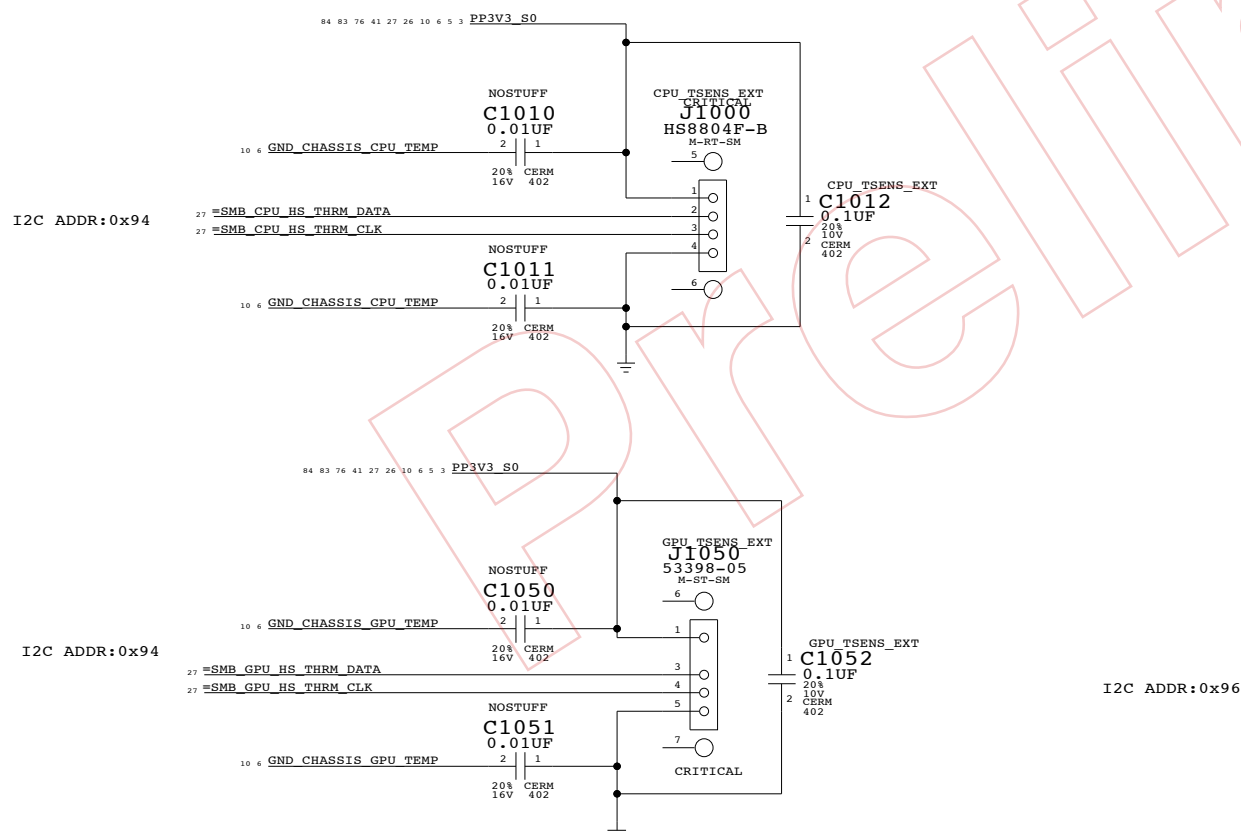 84 83 76 41 27 26 10 6 5 3 PP3V3_S0
NOSTUFF
C1010
0.01UF
10 6 GND_CHASSIS_CPU_TEMP 2 1
20% CERM
16V 402
CPU_TSENS_EXT
CRITICAL
J1000
HS8804F-B
M-RT-SM
5
1
2
3
4
6
I2C ADDR:0x94
27 =SMB_CPU_HS_THRM_DATA
27 =SMB_CPU_HS_THRM_CLK
CPU_TSENS_EXT
1 C1012
0.1UF
20%
10V
2 CERM
402
NOSTUFF
C1011
0.01UF
10 6 GND_CHASSIS_CPU_TEMP 2 1
20% CERM
16V 402
84 83 76 41 27 26 10 6 5 3 PP3V3_S0
GPU_TSENS_EXT
J1050
53398-05
M-ST-SM
6
1
3
4
5
7
CRITICAL
NOSTUFF
C1050
0.01UF
10 6 GND_CHASSIS_GPU_TEMP 2 1
20% CERM
16V 402
I2C ADDR:0x94
27 =SMB_GPU_HS_THRM_DATA
27 =SMB_GPU_HS_THRM_CLK
GPU_TSENS_EXT
1 C1052
0.1UF
20%
10V
2 CERM
402
I2C ADDR:0x96
NOSTUFF
C1051
0.01UF
10 6 GND_CHASSIS_GPU_TEMP 2 1
20% CERM
16V 402
Prelin